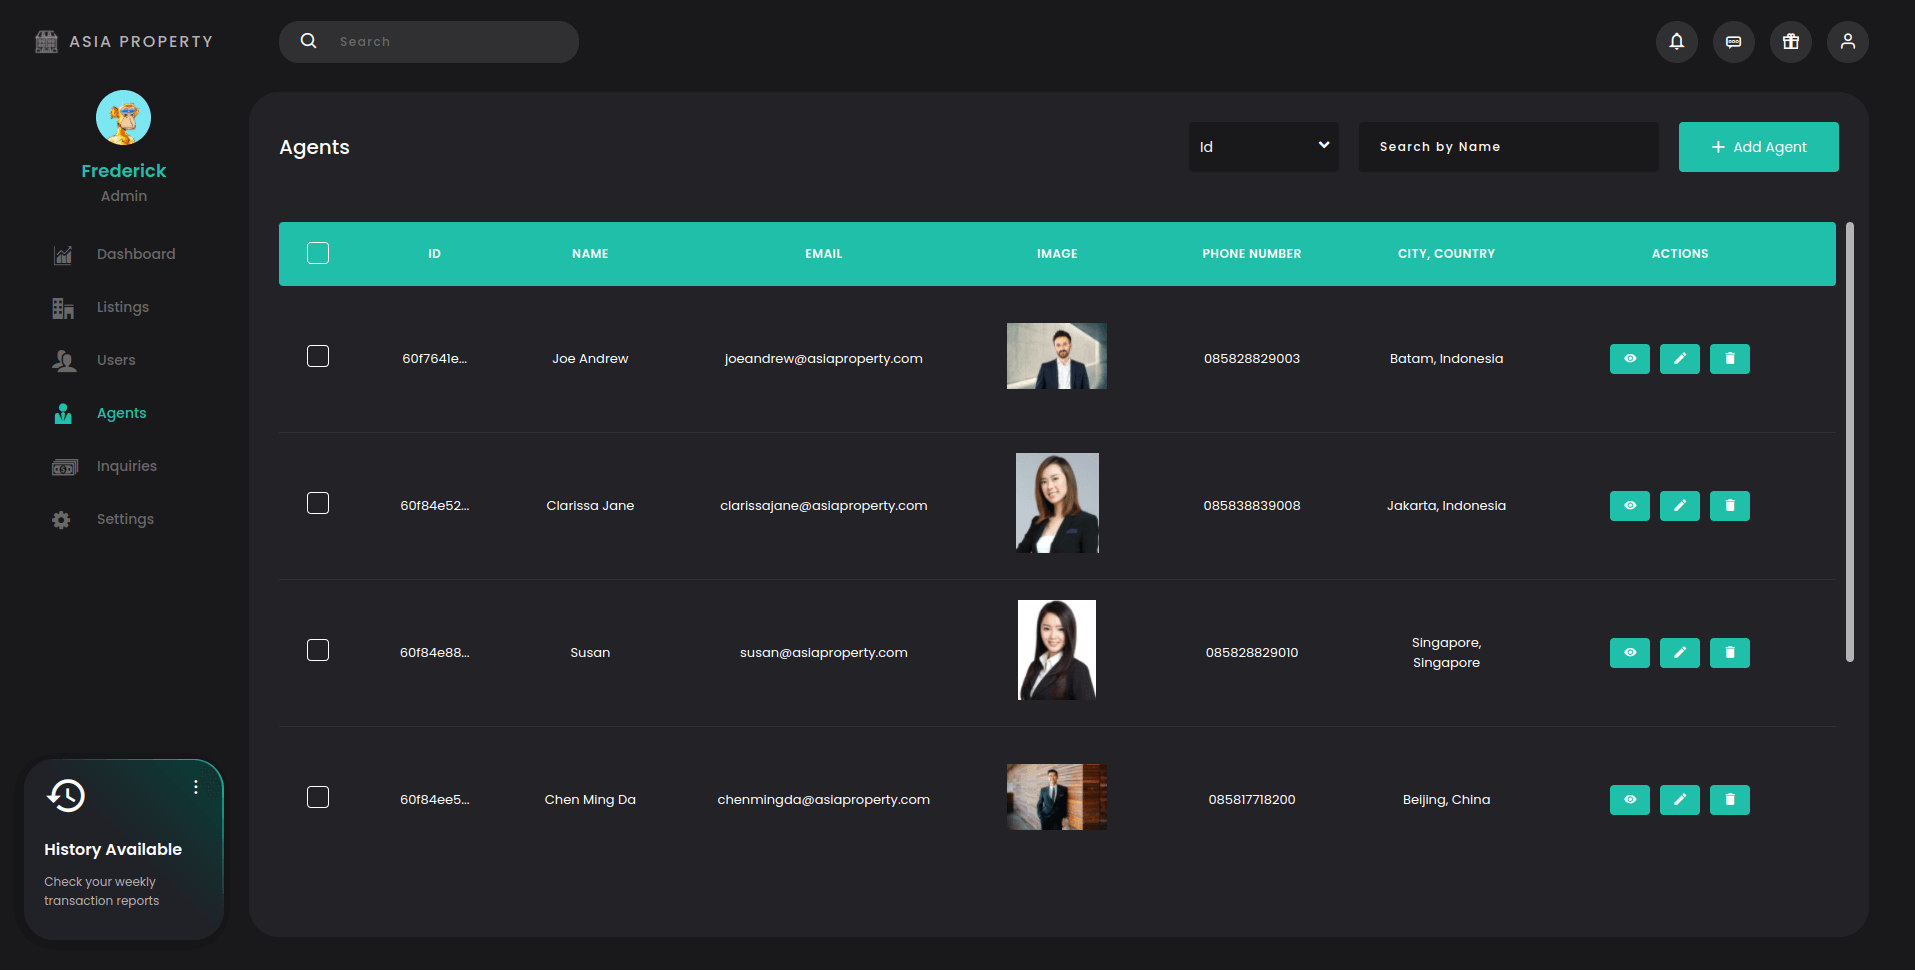 ASIA PROPERTY
Search
Frederick
Admin
Dashboard
Listings
Users
Agents
Inquiries
Settings
History Available
Check your weekly
transaction reports
Agents
Id
Search by Name
+ Add Agent
ID NAME EMAIL IMAGE PHONE NUMBER CITY, COUNTRY ACTIONS
60f7641e... Joe Andrew joeandrew@asiaproperty.com 085828829003 Batam, Indonesia
60f84e52... Clarissa Jane clarissajane@asiaproperty.com 085838839008 Jakarta, Indonesia
60f84e88... Susan susan@asiaproperty.com 085828829010 Singapore,
Singapore
60f84ee5... Chen Ming Da chenmingda@asiaproperty.com 085817718200 Beijing, China